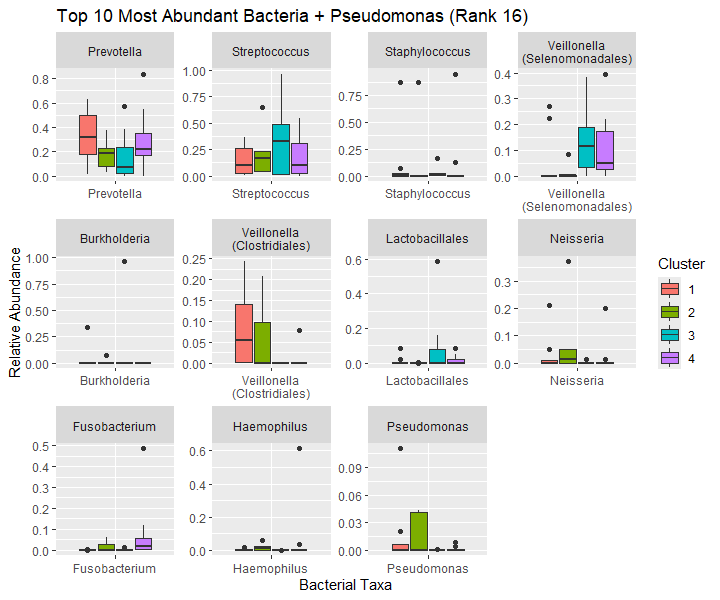 Top 10 Most Abundant Bacteria + Pseudomonas (Rank 16)
Prevotella
Streptococcus
Staphylococcus
Veillonella
(Selenomonadales)
0.8
0.6
0.4
0.2
0.0
1.00
0.75
0.50
0.25
0.00
0.75
0.50
0.25
0.00
0.4
0.3
0.2
0.1
0.0
Prevotella
Streptococcus
Staphylococcus
Veillonella
(Selenomonadales)
Relative Abundance
Burkholderia
Veillonella
(Clostridiales)
Lactobacillales
Neisseria
1.00
0.75
0.50
0.25
0.00
0.25
0.20
0.15
0.10
0.05
0.00
0.6
0.4
0.2
0.0
0.3
0.2
0.1
0.0
Burkholderia
Veillonella
(Clostridiales)
Lactobacillales
Neisseria
Fusobacterium
Haemophilus
Pseudomonas
0.5
0.4
0.3
0.2
0.1
0.0
0.6
0.4
0.2
0.0
0.09
0.06
0.03
0.00
Fusobacterium
Haemophilus
Pseudomonas
Bacterial Taxa
Cluster
1
2
3
4